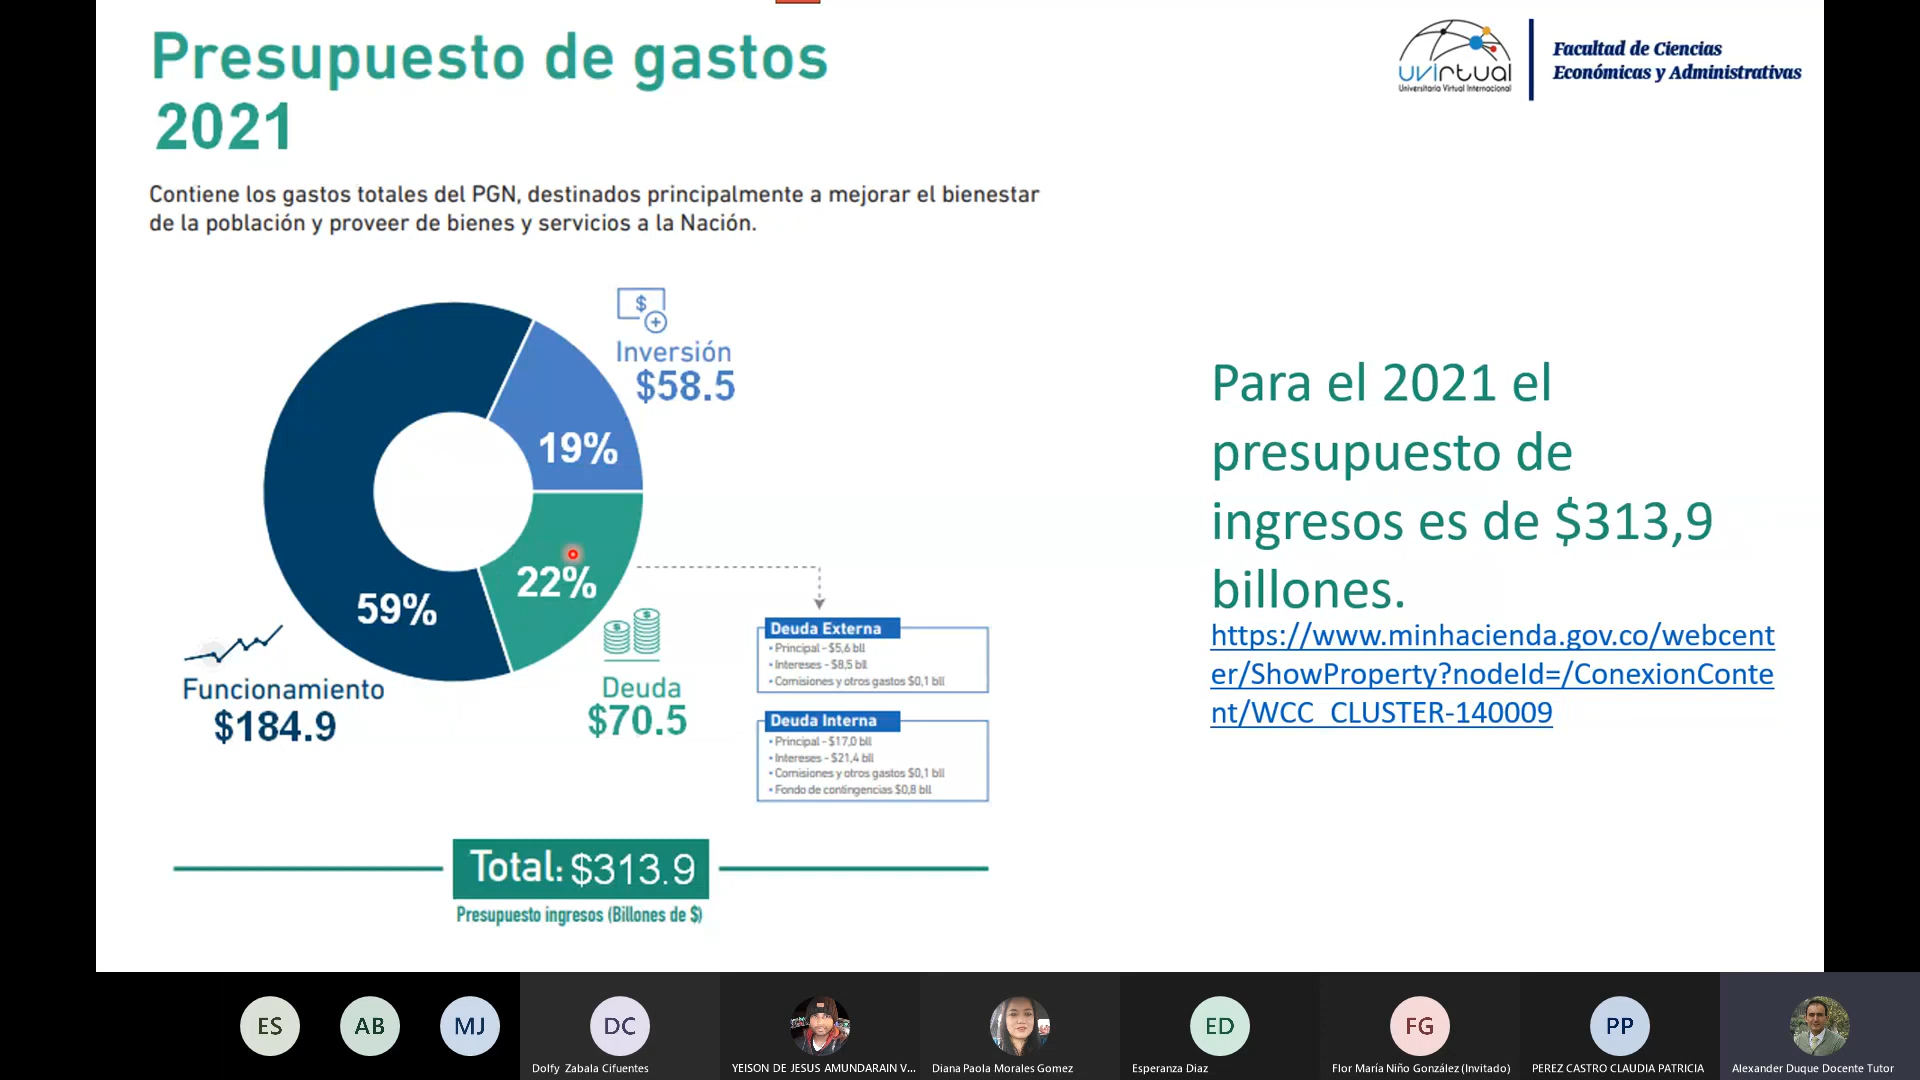 Presupuesto de gastos
2021
uvirtual
Universitaria Virtual Internacional
Facultad de Ciencias
Económicas y Administrativas
Contiene los gastos totales del PGN, destinados principalmente a mejorar el bienestar
de la población y proveer de bienes y servicios a la Nación.
$
Inversión
$58.5
19%
22%
59%
Funcionamiento
$184.9
Deuda
$70.5
Deuda Externa
• Principal - $5,6 bll
• Intereses - $8,5 bll
• Comisiones y otros gastos $0,1 bll
Deuda Interna
• Principal - $17,0 bll
• Intereses - $21,4 bll
• Comisiones y otros gastos $0,1 bll
• Fondo de contingencias $0,8 bll
Total: $313.9
Presupuesto ingresos (Billones de $)
Para el 2021 el
presupuesto de
ingresos es de $313,9
billones.
https://www.minhacienda.gov.co/webcent
er/ShowProperty?nodeId=/ConexionConte
nt/WCC_CLUSTER-140009
ES
AB
MJ
DC
ED
FG
PP
Dolfy Zabala Cifuentes
YEISON DE JESUS AMUNDARAIN V...
Diana Paola Morales Gomez
Esperanza Diaz
Flor María Niño González (Invitado)
PEREZ CASTRO CLAUDIA PATRICIA
Alexander Duque Docente Tutor